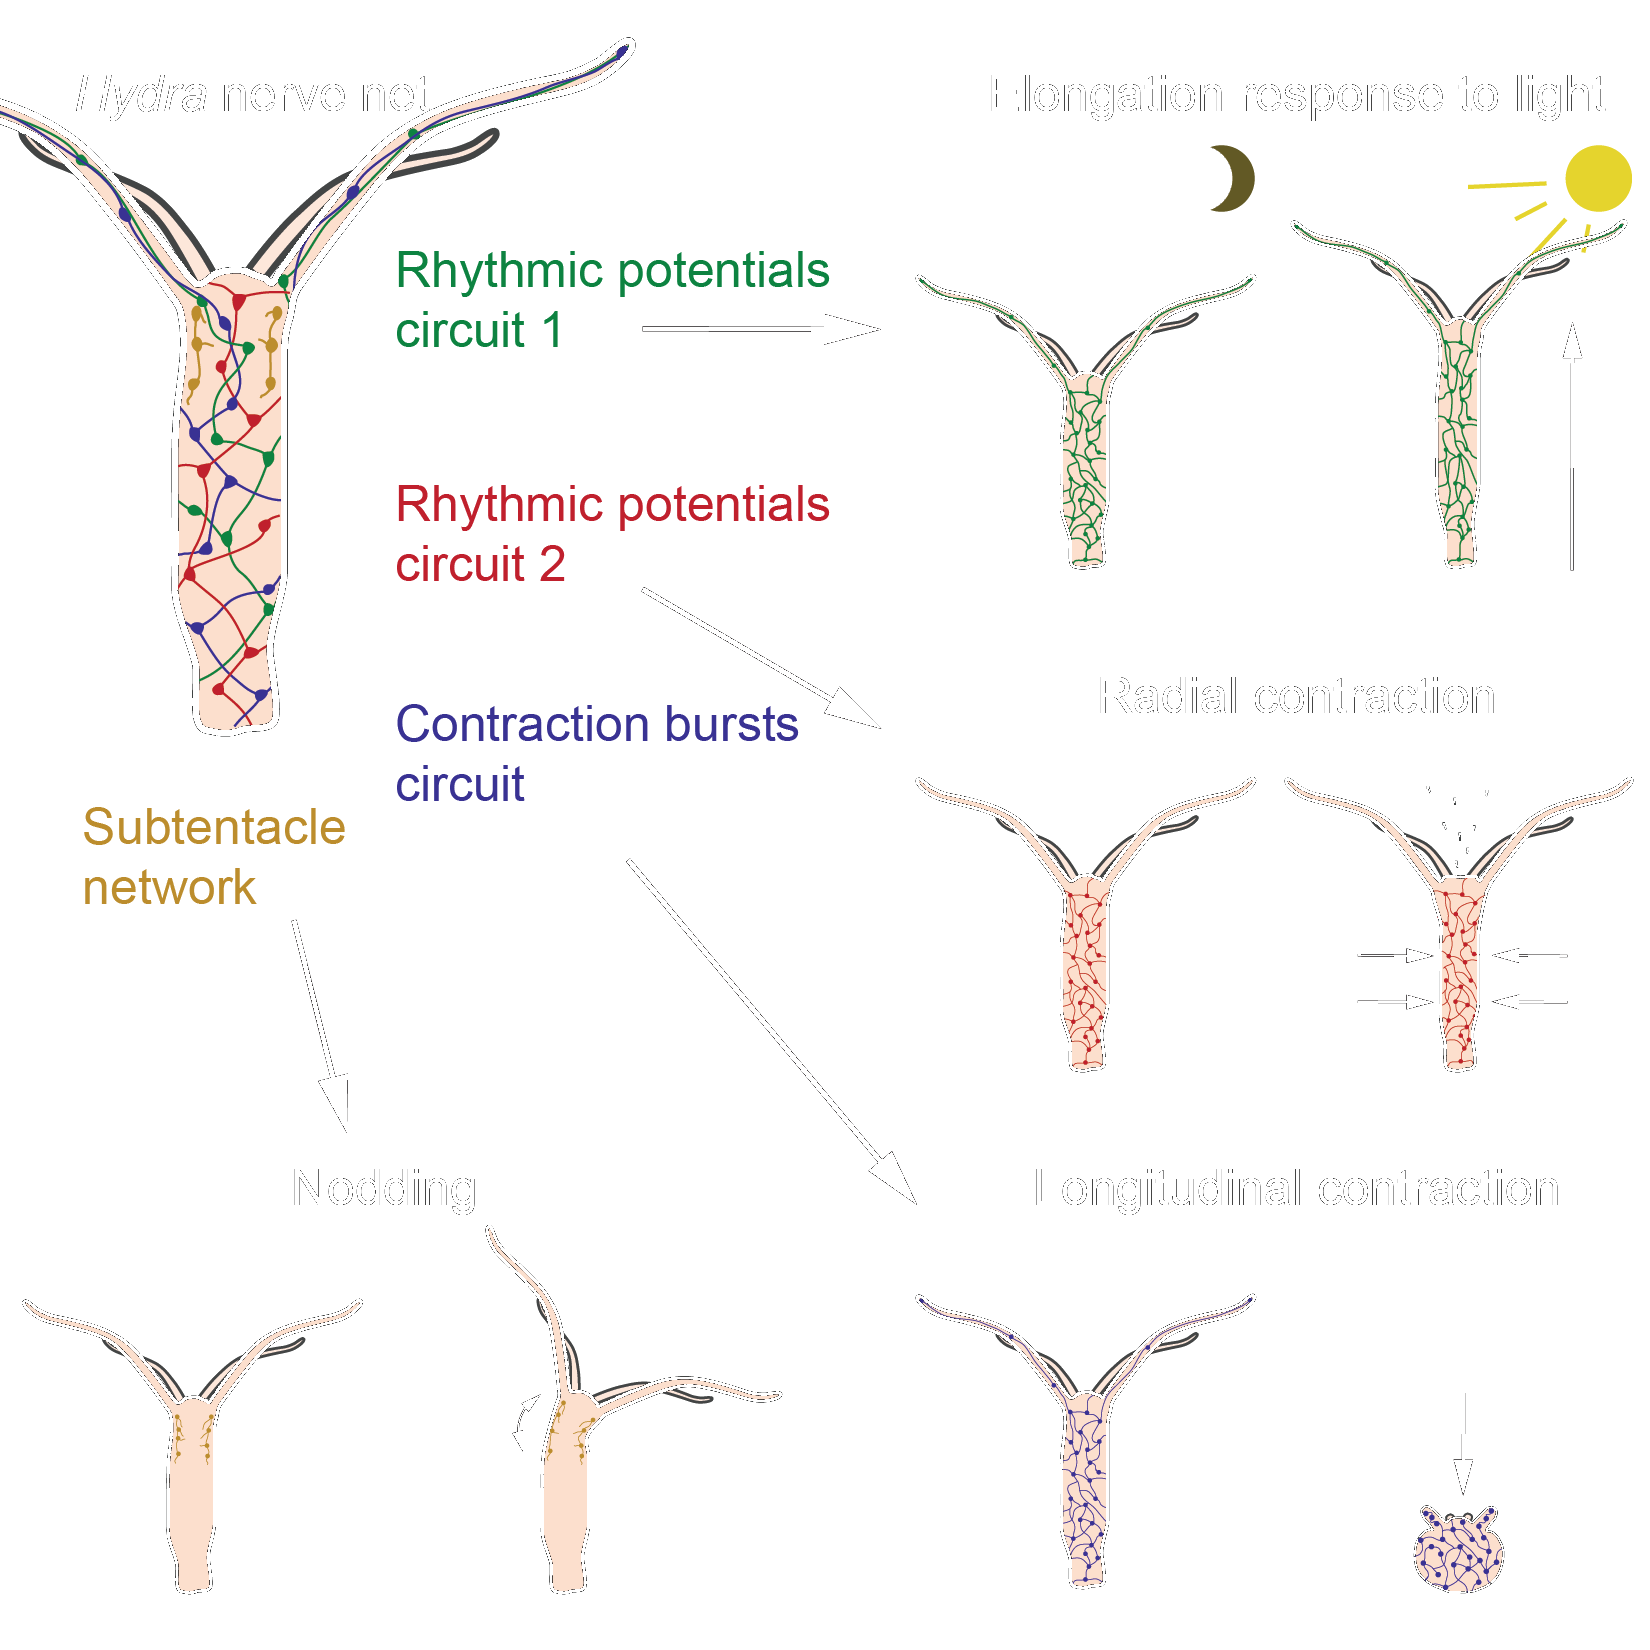 Hydra nerve net
Elongation response to light
Rhythmic potentials
circuit 1
Rhythmic potentials
circuit 2
Radial contraction
Contraction bursts
circuit
Subtentacle
network
Nodding
Longitudinal contraction